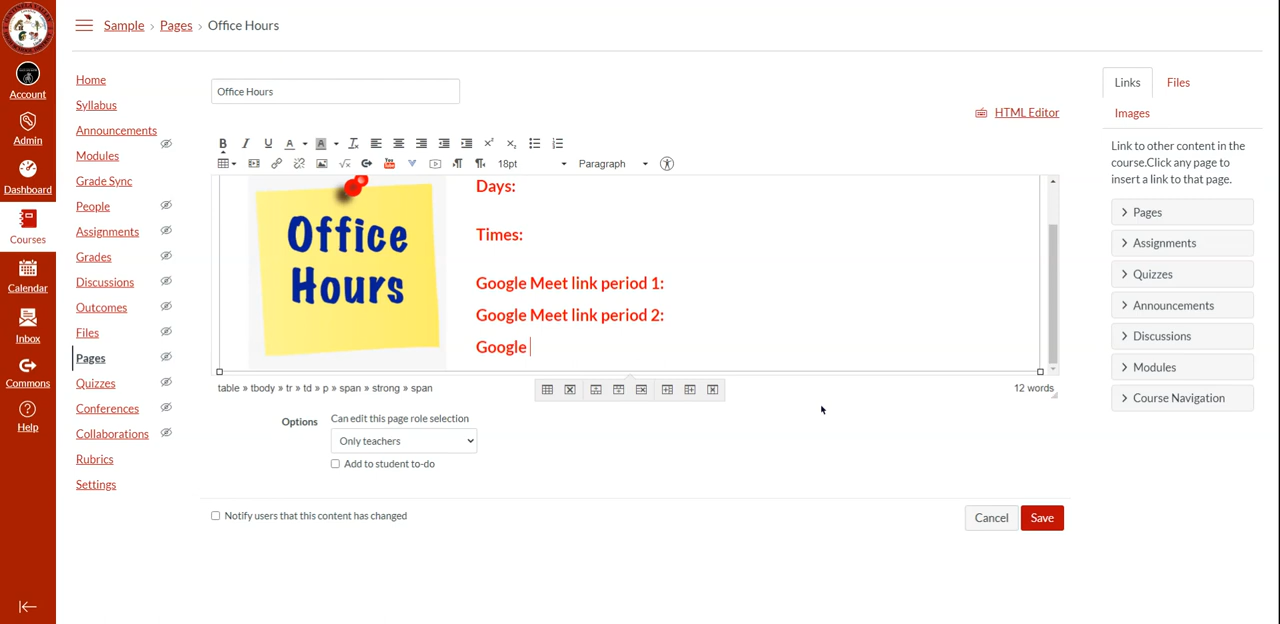 Sample > Pages > Office Hours
Account
Admin
Dashboard
Courses
Calendar
Inbox
Commons
Help
Home
Syllabus
Announcements
Modules
Grade Sync
People
Assignments
Grades
Discussions
Outcomes
Files
Pages
Quizzes
Conferences
Collaborations
Rubrics
Settings
Office Hours
HTML Editor
B I U A A
18pt Paragraph
Office
Hours
Days:
Times:
Google Meet link period 1:
Google Meet link period 2:
Google
table » tbody » tr » td » p » span » strong » span
12 words
Options
Can edit this page role selection
Only teachers
Add to student to-do
Notify users that this content has changed
Cancel
Save
Links
Files
Images
Link to other content in the
course.Click any page to
insert a link to that page.
Pages
Assignments
Quizzes
Announcements
Discussions
Modules
Course Navigation